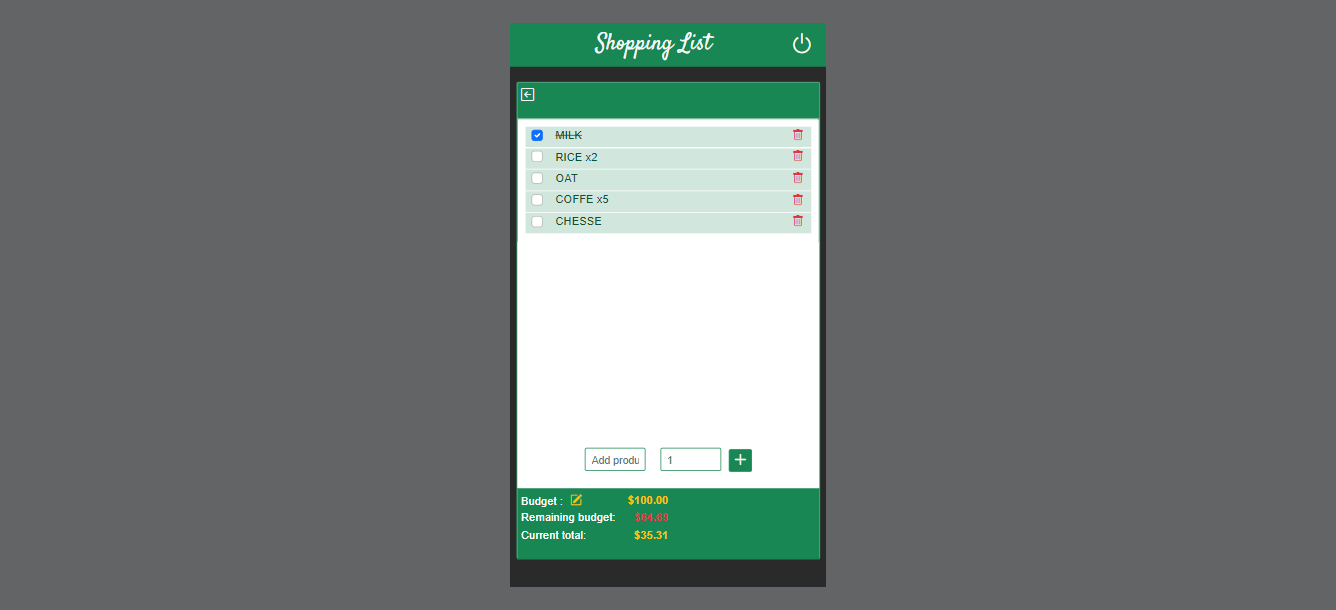 Shopping List
MILK
RICE x2
OAT
COFFE x5
CHESSE
Add produ 1
Budget : $100.00
Remaining budget: $64.69
Current total: $35.31